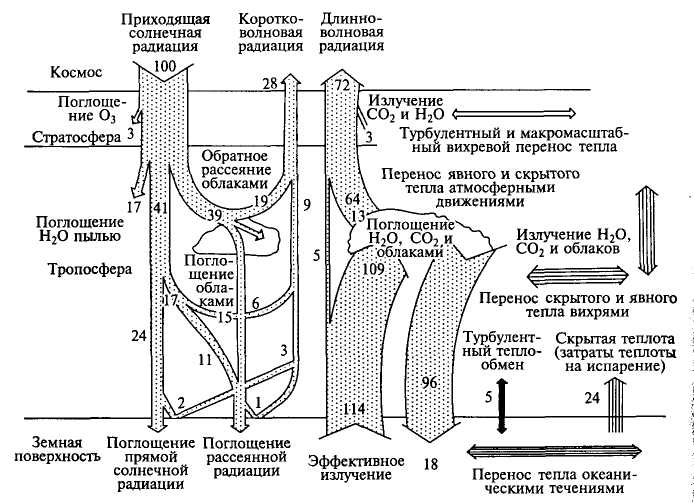 Приходящая
солнечная
радиация
Коротко-
волновая
радиация
Длинно-
волновая
радиация
100
28
72
Космос
Поглоще-
ние O3
3
Стратосфера
Излучение
CO2 и H2O
3
Турбулентный и макромасштаб-
ный вихревой перенос тепла
Обратное
рассеяние
облаками
Перенос явного и скрытого
тепла атмосферными
движениями
17
41
39
19
9
64
13
Поглощение
H2O пылью
Тропосфера
Поглощение
H2O, CO2 и
облаками
Излучение H2O,
CO2 и облаков
5
Погло-
щение
обла-
ками
109
17
15
6
Перенос скрытого и явного
тепла вихрями
24
11
3
Турбулент-
ный тепло-
обмен
Скрытая теплота
(затраты теплоты
на испарение)
96
2
1
114
5
24
Земная
поверхность
Поглощение
прямой
солнечной
радиации
Поглощение
рассеянной
радиации
Эффективное
излучение
18
Перенос тепла океани-
ческими течениями